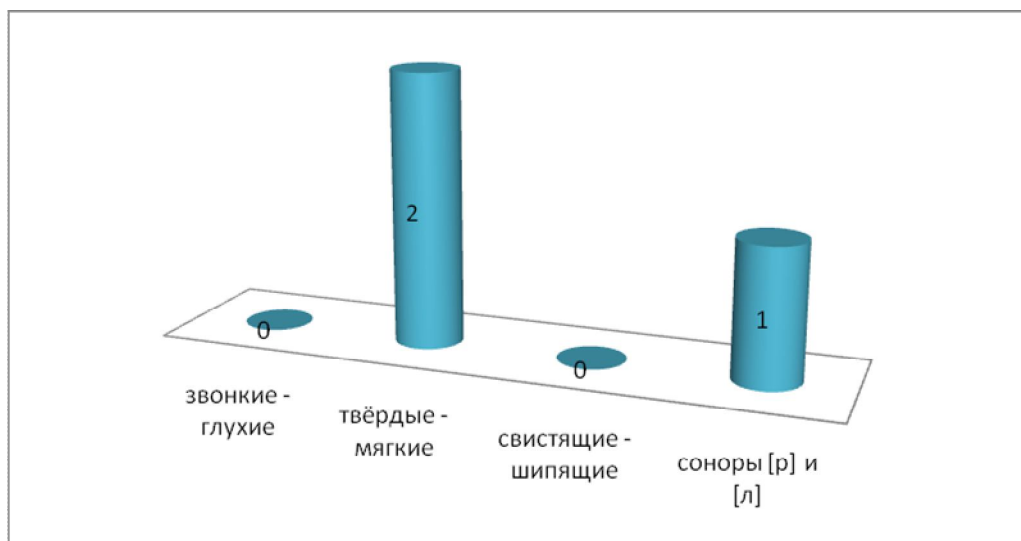 2
1
0
0
звонкие -
глухие
твёрдые -
мягкие
свистящие -
шипящие
соноры [р] и
[л]